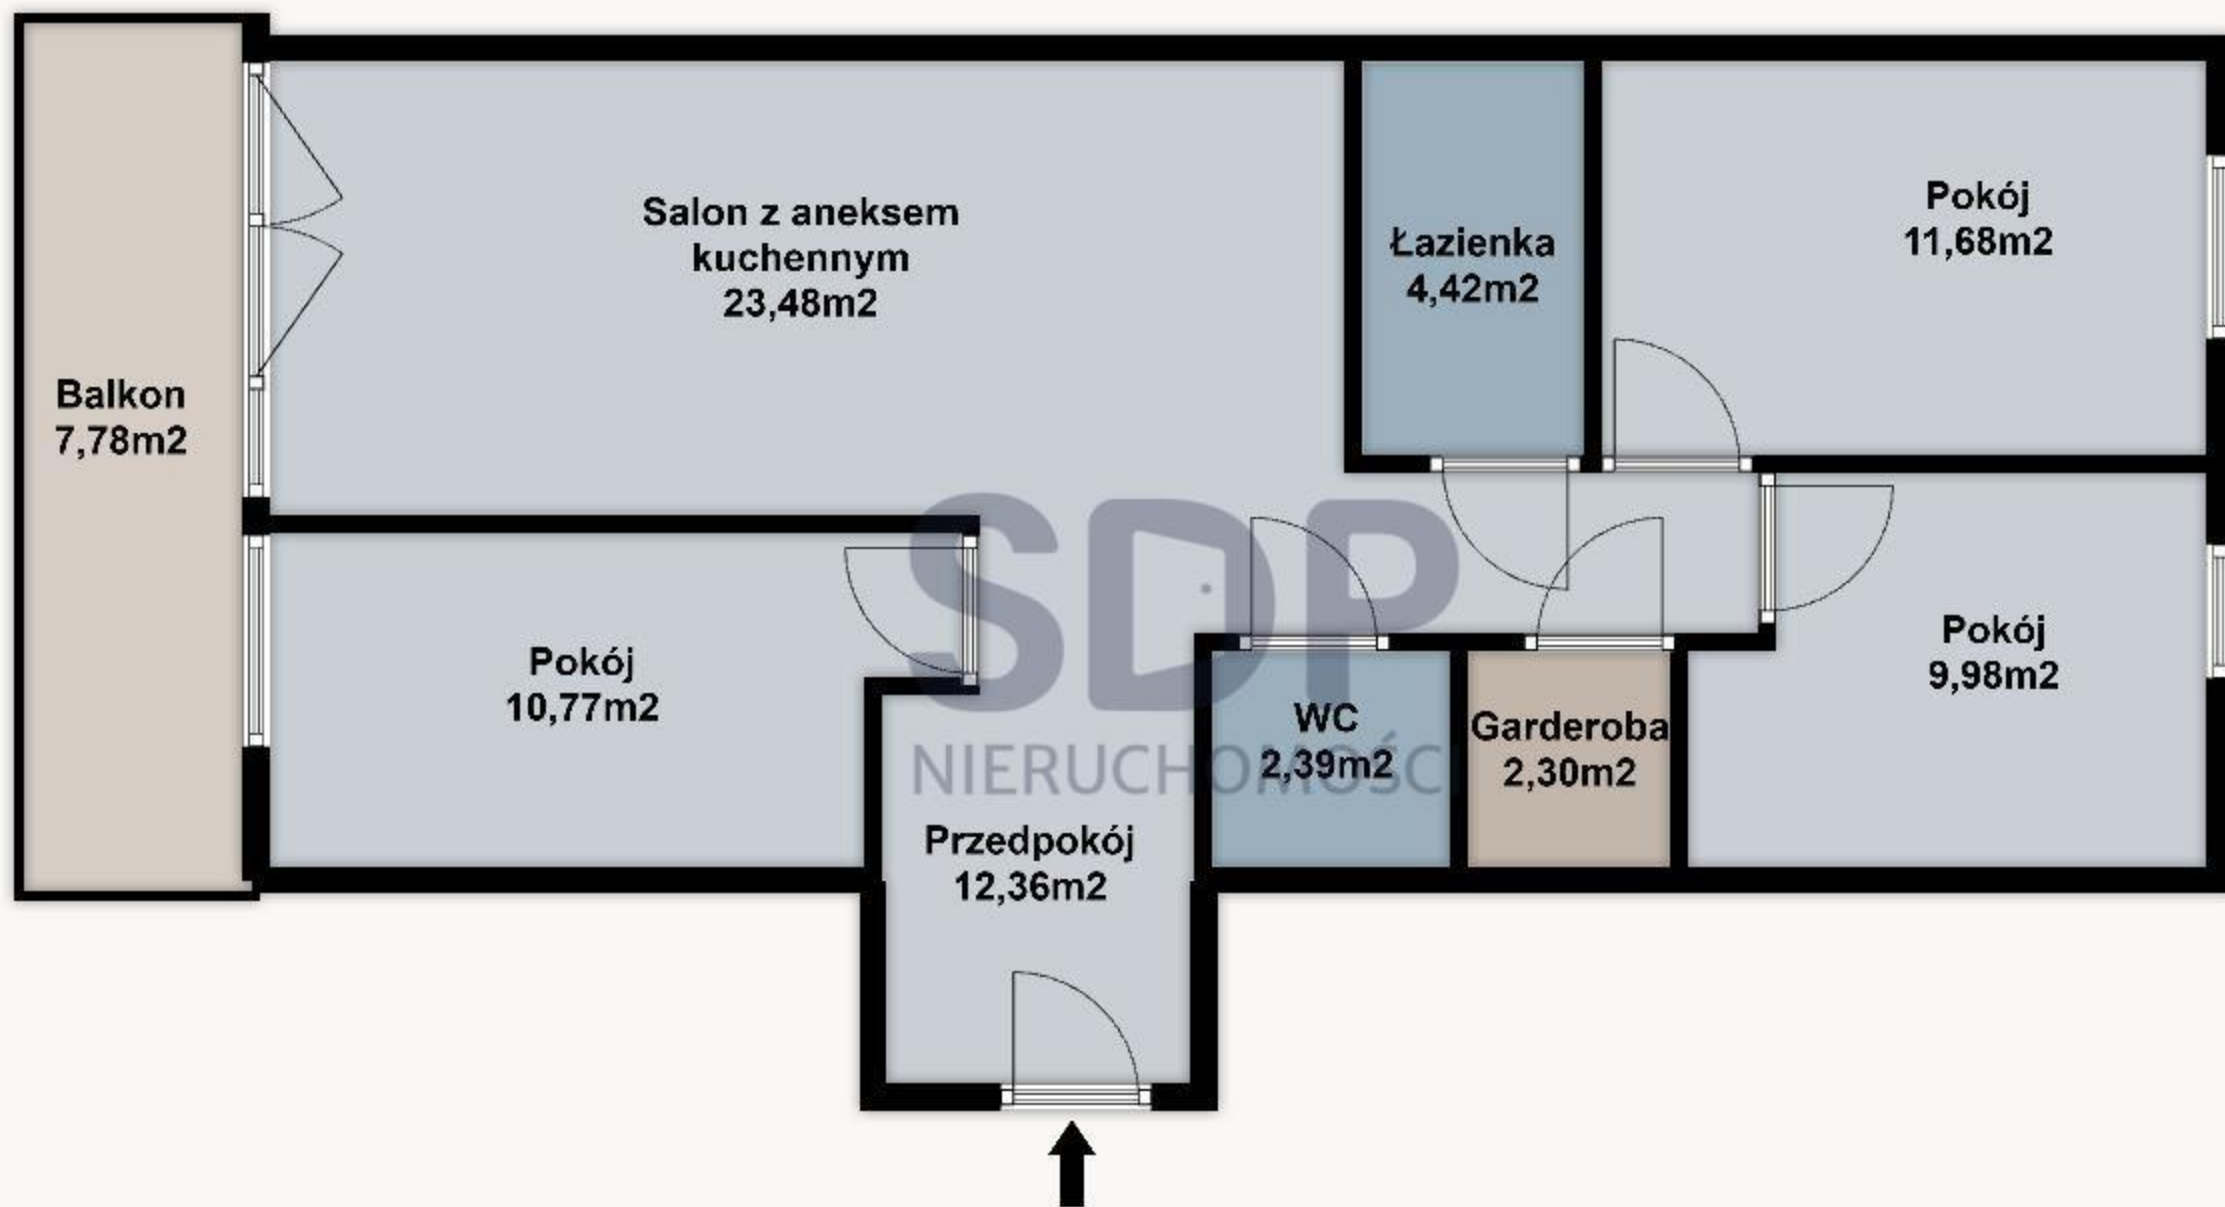 Salon z aneksem
kuchennym
23,48m2
Łazienka
4,42m2
Pokój
11,68m2
Balkon
7,78m2
Pokój
10,77m2
Pokój
9,98m2
WC
2,39m2
Garderoba
2,30m2
Przedpokój
12,36m2
SDP
NIERUCHOMOŚCI